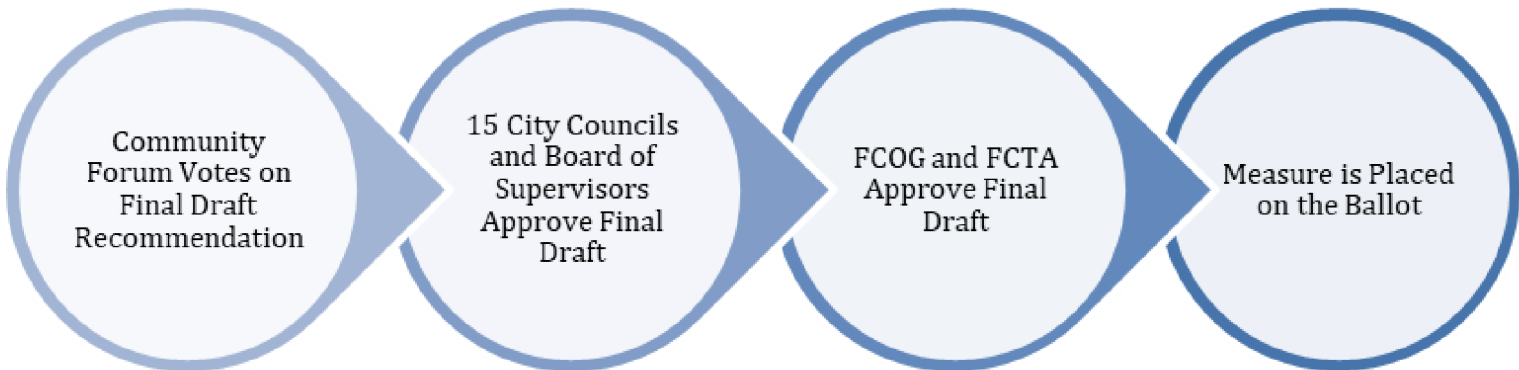 Community
Forum Votes on
Final Draft
Recommendation
15 City Councils
and Board of
Supervisors
Approve Final
Draft
FCOG and FCTA
Approve Final
Draft
Measure is Placed
on the Ballot